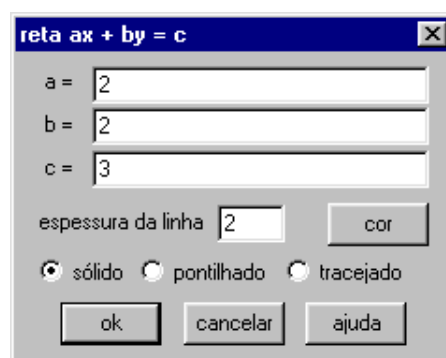 reta ax + by = c
a = 2
b = 2
c = 3
espessura da linha 2 cor
sólido pontilhado tracejado
ok cancelar ajuda